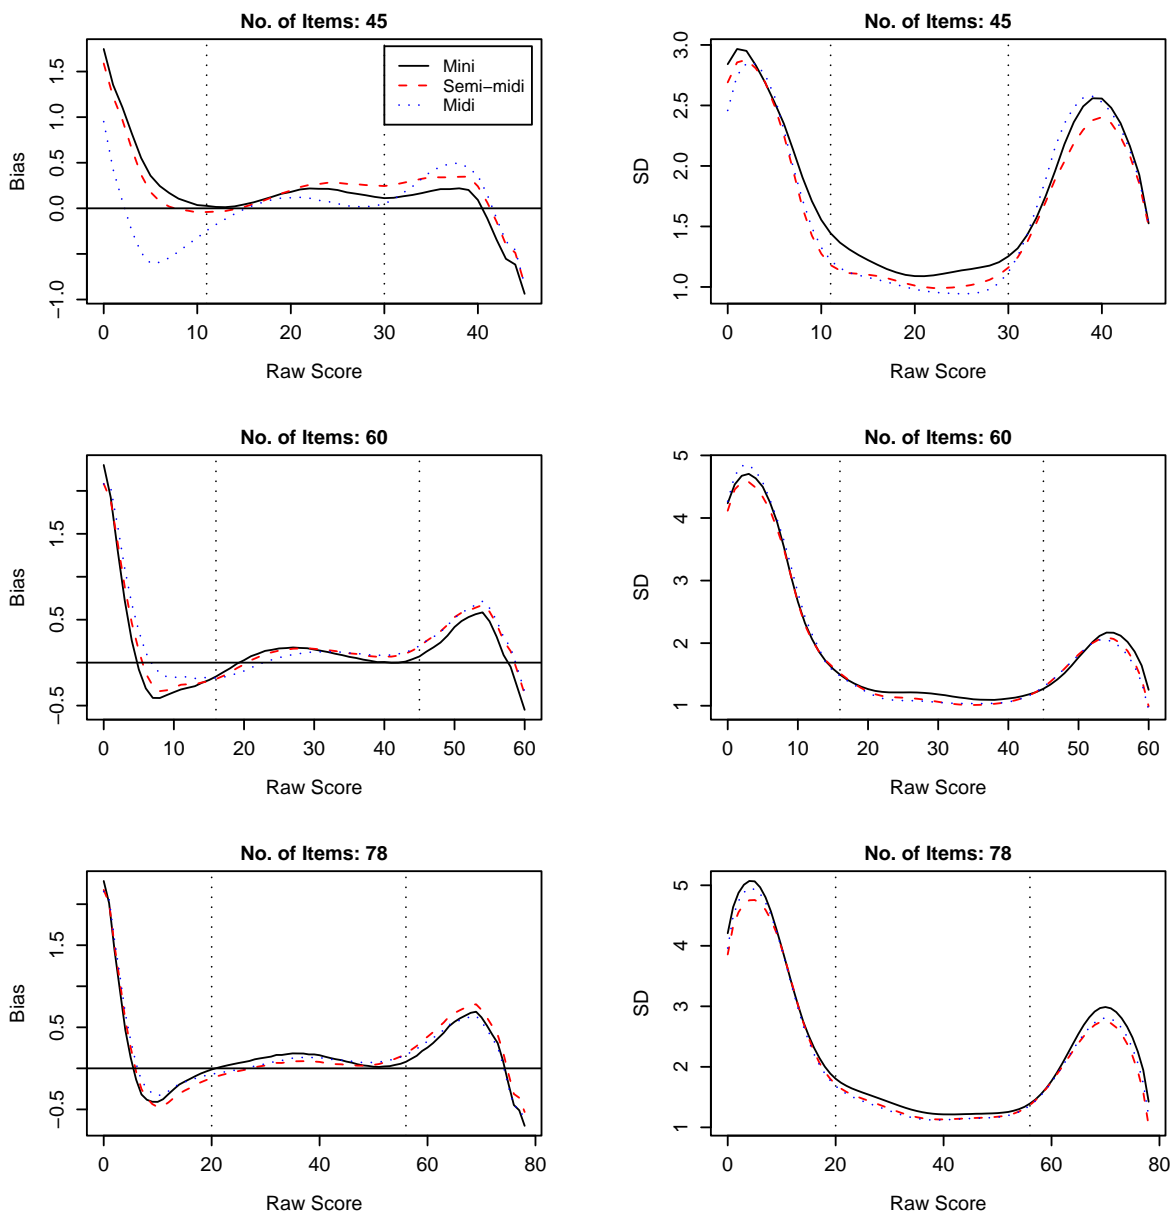 No. of Items: 45
Bias
1.5
1.0
0.5
0.0
−1.0
Mini
Semi−midi
Midi
0 10 20 30 40
Raw Score
No. of Items: 45
SD
3.0
2.5
2.0
1.5
1.0
0 10 20 30 40
Raw Score
No. of Items: 60
Bias
1.5
0.5
−0.5
0 10 20 30 40 50 60
Raw Score
No. of Items: 60
SD
5
4
3
2
1
0 10 20 30 40 50 60
Raw Score
No. of Items: 78
Bias
1.5
0.5
−0.5
0 20 40 60 80
Raw Score
No. of Items: 78
SD
5
4
3
2
1
0 20 40 60 80
Raw Score